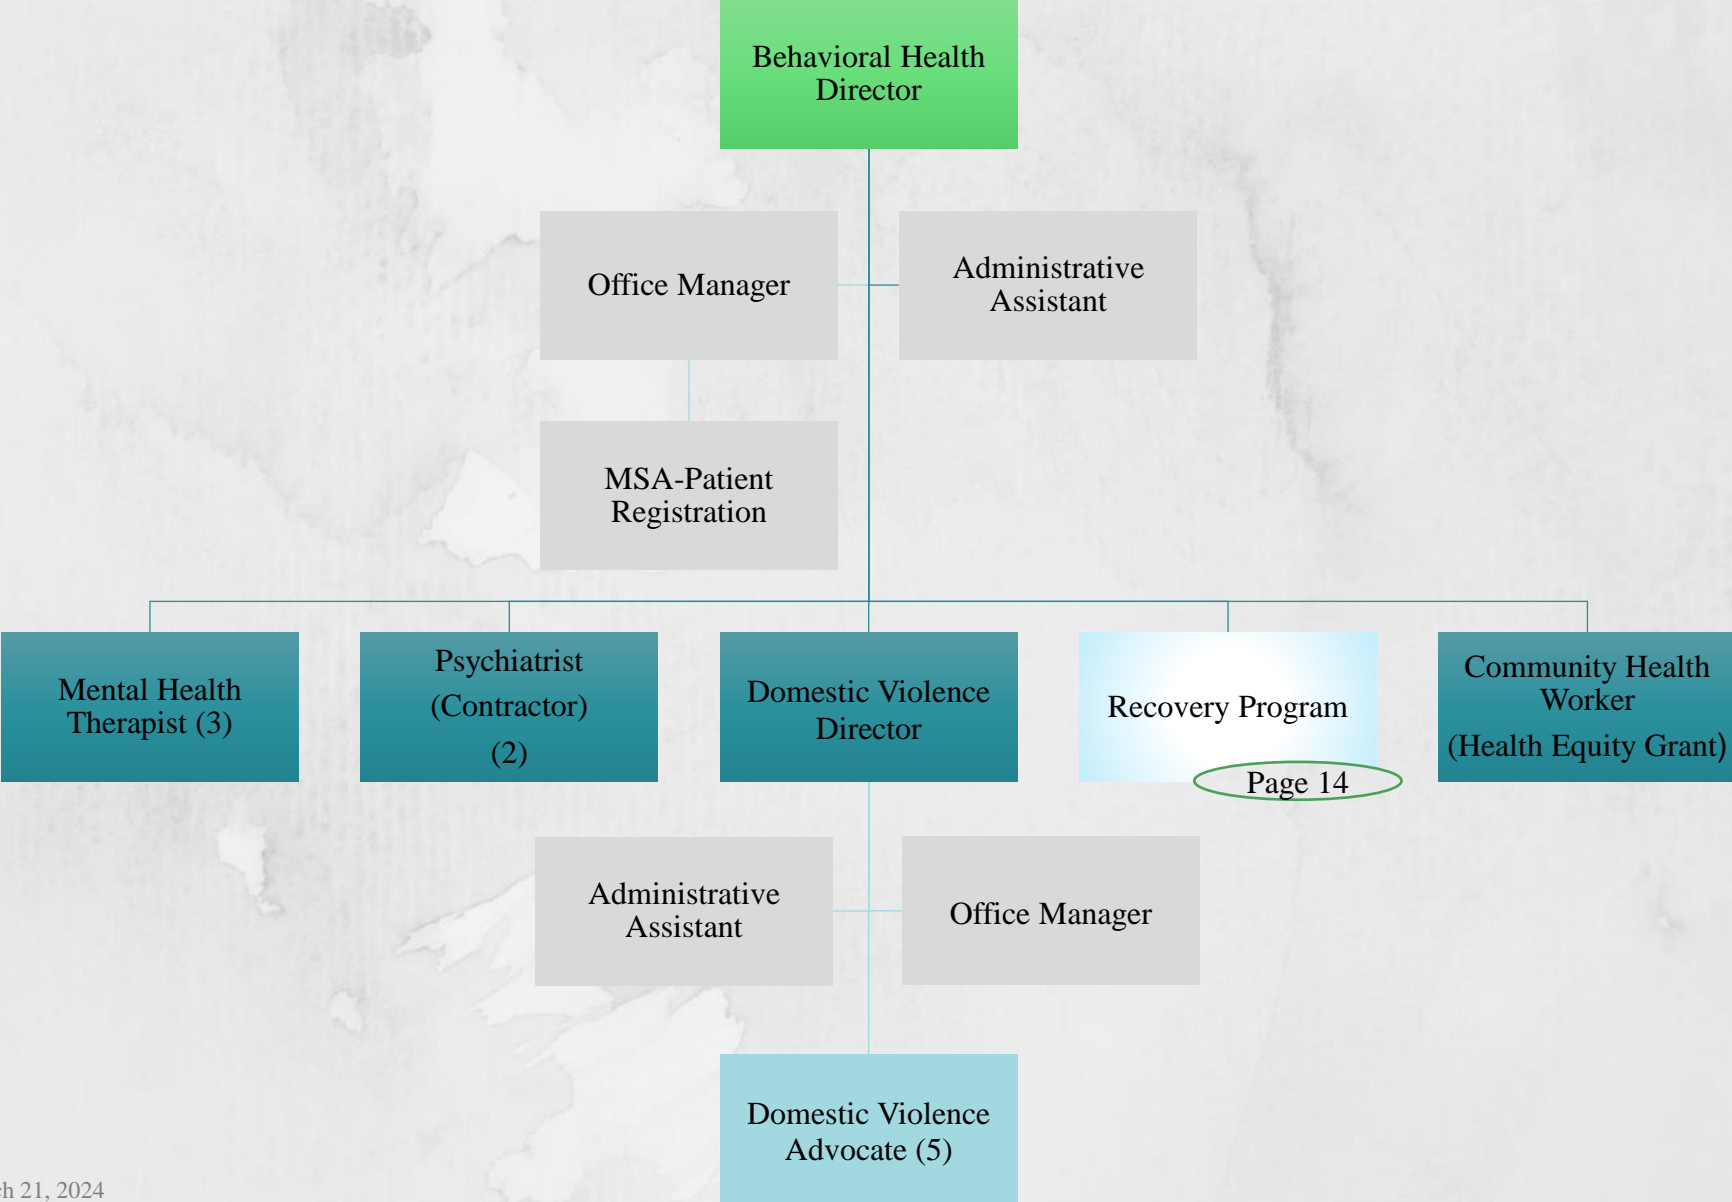 Behavioral Health
Director
Office Manager
Administrative
Assistant
MSA-Patient
Registration
Mental Health
Therapist (3)
Psychiatrist
(Contractor)
(2)
Domestic Violence
Director
Recovery Program
Page 14
Community Health
Worker
(Health Equity Grant)
Administrative
Assistant
Office Manager
Domestic Violence
Advocate (5)
21, 2024